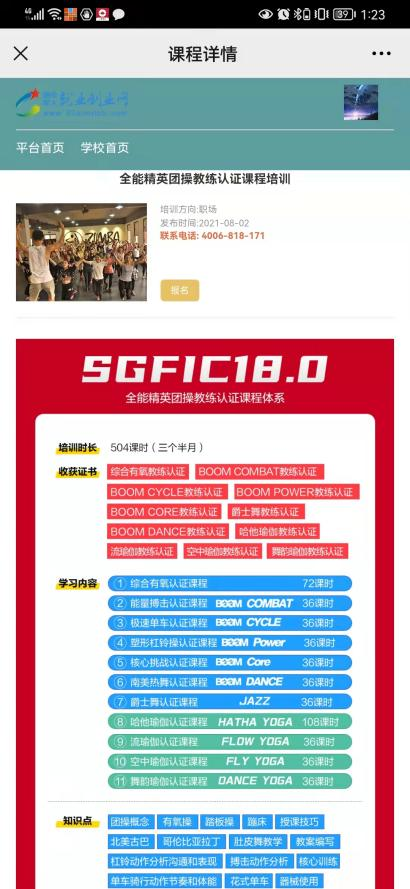 4G
39
1:23
课程详情
就业创业网
平台首页 学校首页
全能精英团操教练认证课程培训
ZUMBA
培训方向:职场
发布时间:2021-08-02
联系电话: 4006-818-171
报名
SGFIC18.0
全能精英团操教练认证课程体系
培训时长 504课时(三个半月)
收获证书 综合有氧教练认证 BOOM COMBAT教练认证
BOOM CYCLE教练认证 BOOM POWER教练认证
BOOM CORE教练认证 爵士舞教练认证
BOOM DANCE教练认证 哈他瑜伽教练认证
流瑜伽教练认证 空中瑜伽教练认证 舞韵瑜伽教练认证
学习内容 ① 综合有氧认证课程 72课时
② 能量搏击认证课程 BOOM COMBAT 36课时
③ 极速单车认证课程 BOOM CYCLE 36课时
④ 塑形杠铃操认证课程 BOOM Power 36课时
⑤ 核心挑战认证课程 BOOM Core 36课时
⑥ 南美热舞认证课程 BOOM DANCE 36课时
⑦ 爵士舞认证课程 JAZZ 36课时
⑧ 哈他瑜伽认证课程 HATHA YOGA 108课时
⑨ 流瑜伽认证课程 FLOW YOGA 36课时
⑩ 空中瑜伽认证课程 FLY YOGA 36课时
⑪ 舞韵瑜伽认证课程 DANCE YOGA 36课时
知识点 团操概念 有氧操 踏板操 蹦床 授课技巧
北美古巴 哥伦比亚拉丁 肚皮舞教学 教案编写
杠铃动作分析沟通和表现 搏击动作分析 核心训练
单车骑行动作节奏和体能 花式单车 器械使用